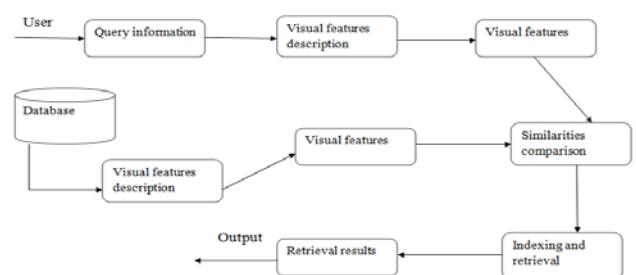 User
Query information
Visual features
description
Visual features
Database
Visual features
description
Visual features
Similarities
comparison
Indexing and
retrieval
Retrieval results
Output